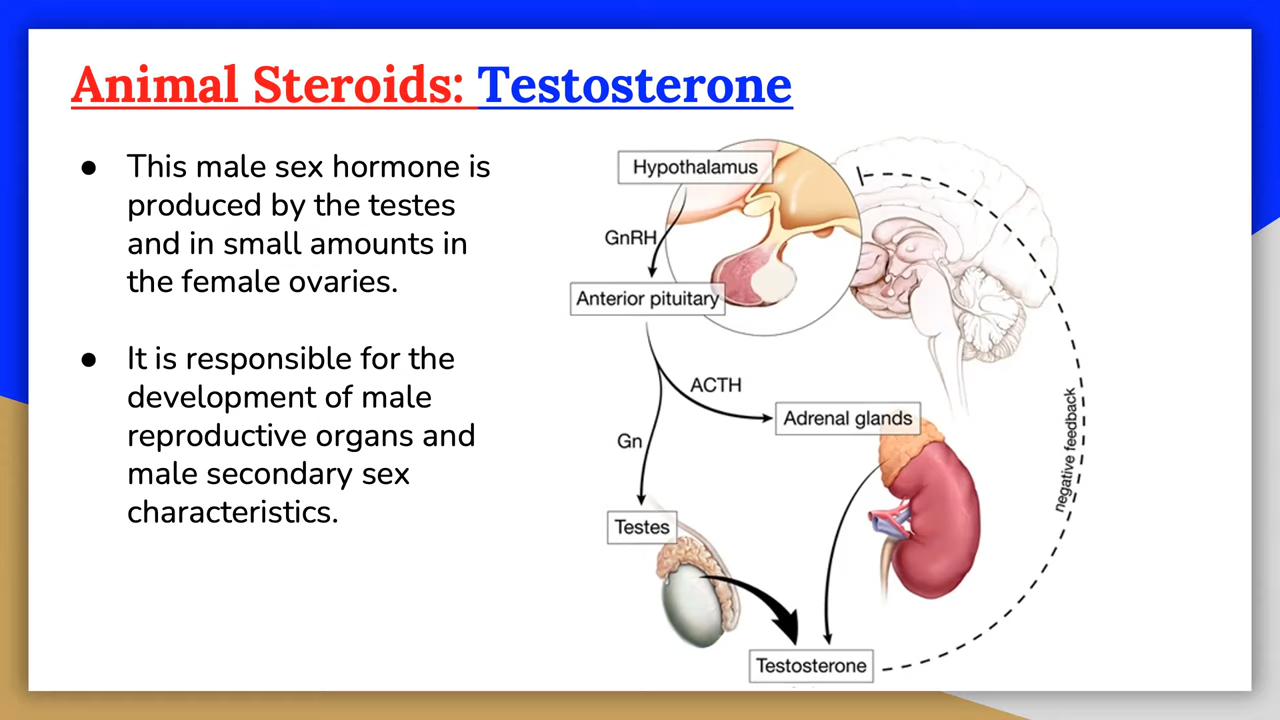 Animal Steroids: Testosterone
● This male sex hormone is
produced by the testes
and in small amounts in
the female ovaries.
● It is responsible for the
development of male
reproductive organs and
male secondary sex
characteristics.
Hypothalamus
GnRH
Anterior pituitary
ACTH
Adrenal glands
Gn
Testes
Testosterone
negative feedback